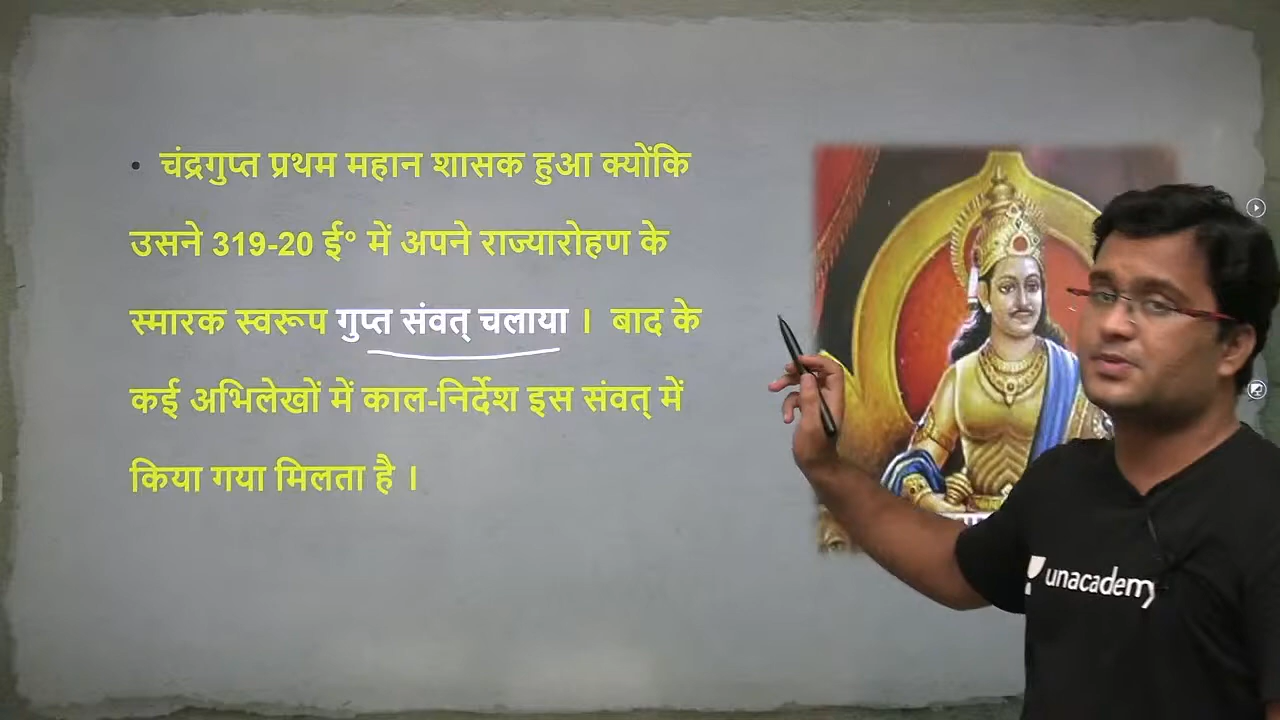 • चंद्रगुप्त प्रथम महान शासक हुआ क्योंकि
उसने 319-20 ई° में अपने राज्यारोहण के
स्मारक स्वरूप गुप्त संवत् चलाया । बाद के
कई अभिलेखों में काल-निर्देश इस संवत् में
किया गया मिलता है ।
unacademy